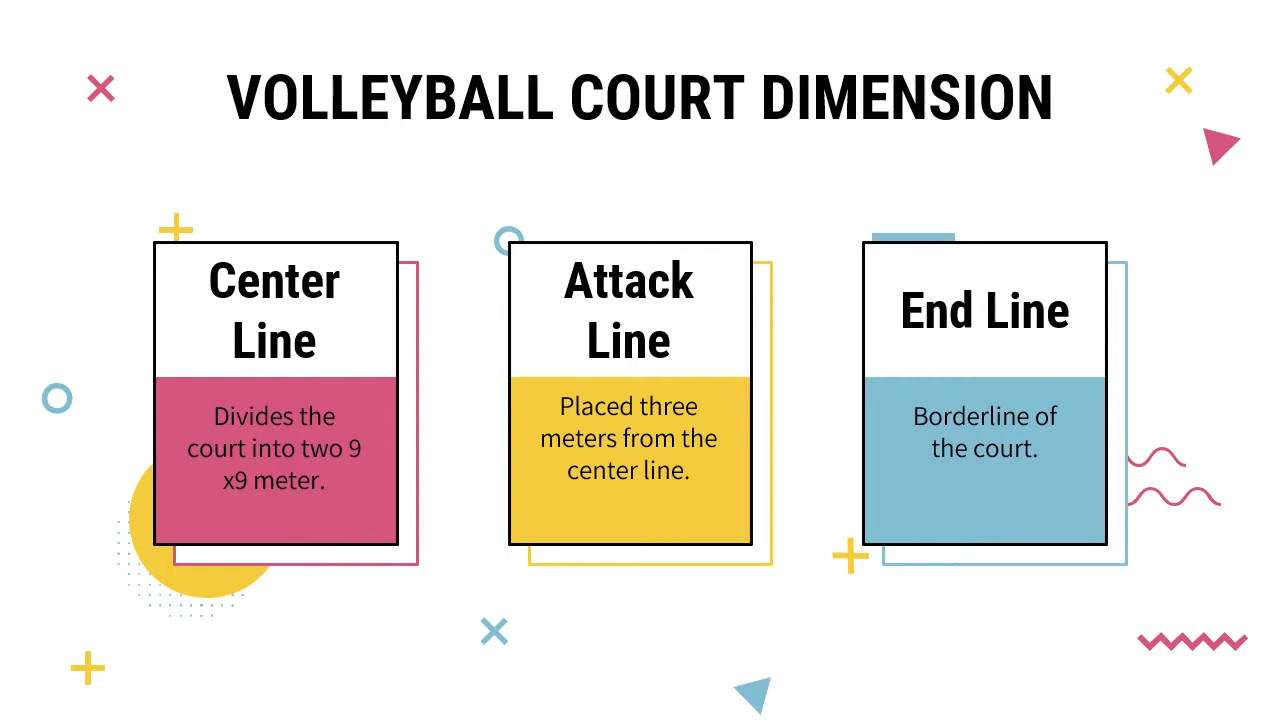 VOLLEYBALL COURT DIMENSION
Center
Line
Divides the
court into two 9
x9 meter.
Attack
Line
Placed three
meters from the
center line.
End Line
Borderline of
the court.